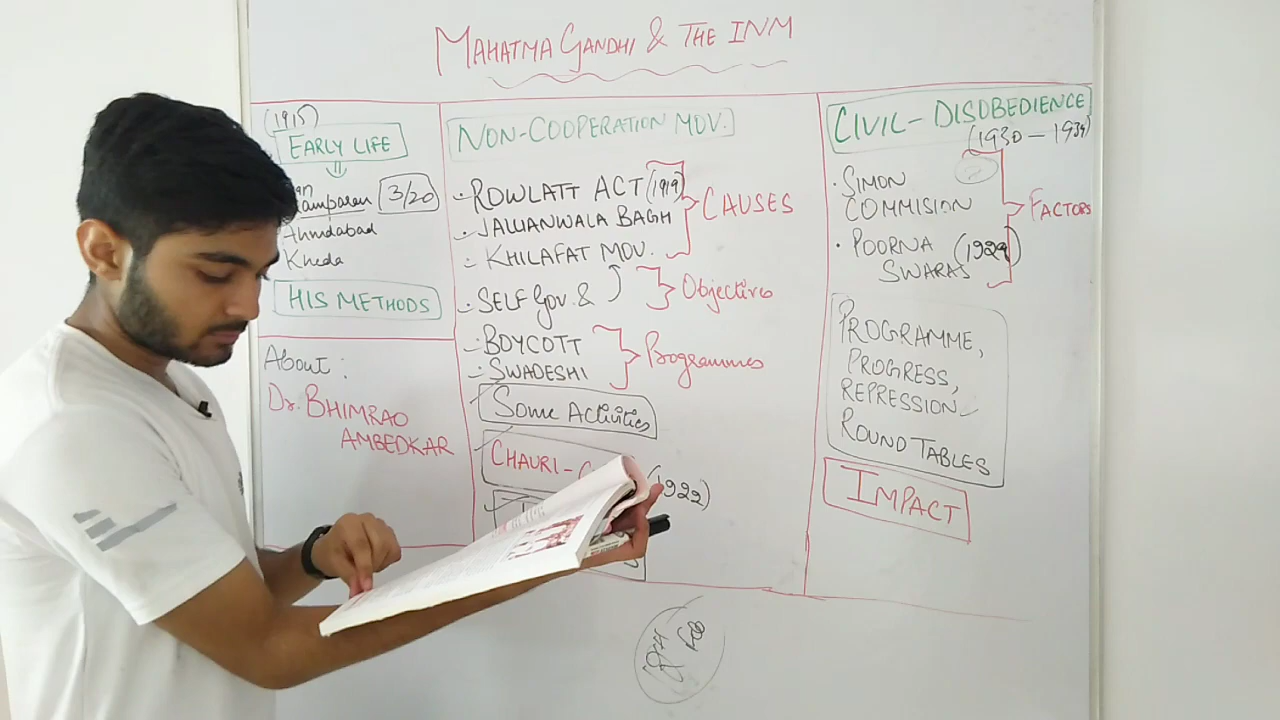 MAHATMA GANDHI & THE INM
(1915)
EARLY LIFE
3/20
Ahmdabad
Kheda
HIS METHODS
About:
Dr. BHIMRAO
AMBEDKAR
NON-COOPERATION MOV.
ROWLATT ACT (1919)
JALIANWALA BAGH
KHILAFAT MOV.
CAUSES
SELF Gov. &
Objectives
BOYCOTT
SWADESHI
Programmes
Some Activities
CHAURI-
(1922)
CIVIL-DISOBEDIENCE
(1930-1934)
SIMON
COMMISION
POORNA (1929)
SWARAJ
FACTORS
PROGRAMME,
PROGRESS,
REPRESSION
ROUND TABLES
IMPACT